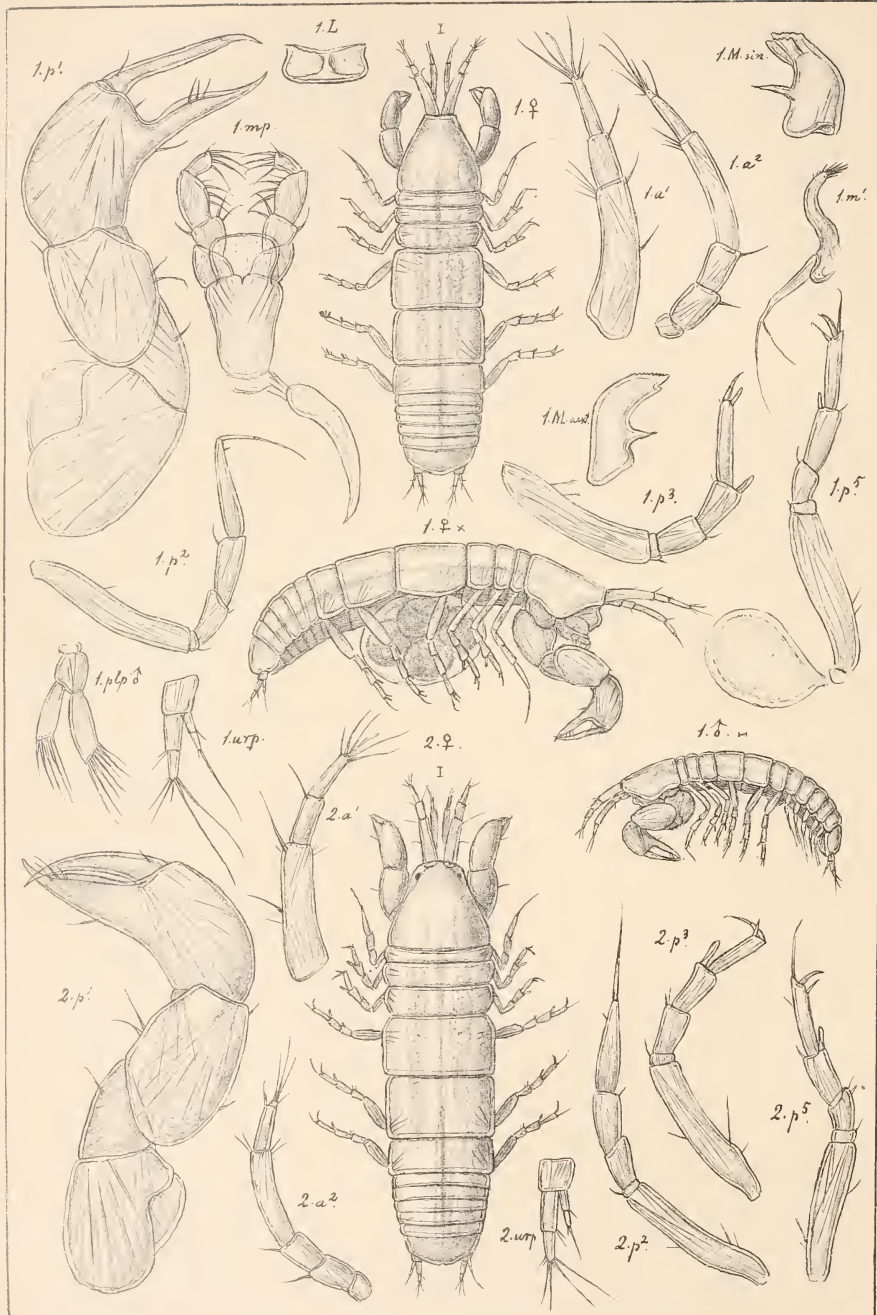 1.L
I
1.p¹.
1.♀
1.M.sin.
1.mp.
1.a¹
1.a²
1.m¹.
1.M.dext.
1.p³.
1.p⁵.
1.♀ ×
1.p²
1.plp ♂
1.urp.
2.♀.
I
1.♂.
2.a¹
2.p¹.
2.p³
2.a²
2.urp
2.p²
2.p⁵.